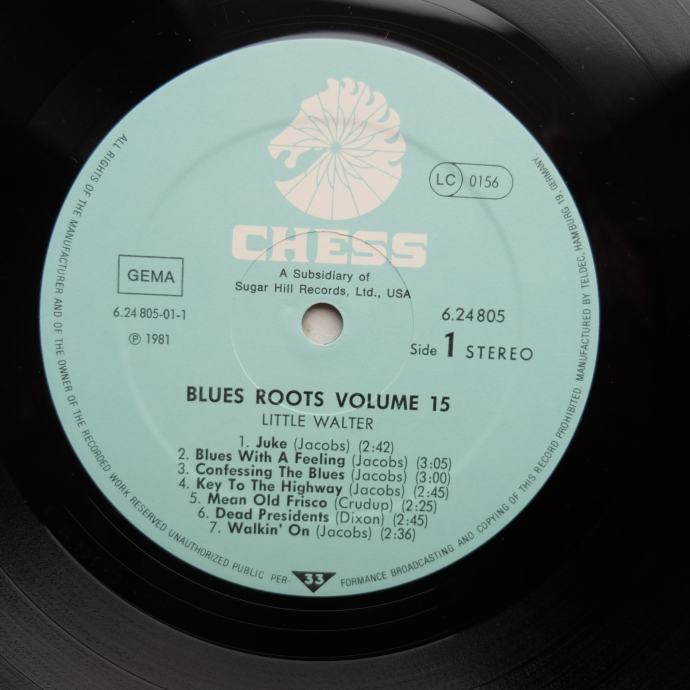 CHESS
A Subsidiary of
Sugar Hill Records, Ltd., USA
LC 0156
GEMA
6.24 805-01-1
℗ 1981
6.24805
Side 1 STEREO
BLUES ROOTS VOLUME 15
LITTLE WALTER
1. Juke (Jacobs) (2:42)
2. Blues With A Feeling (Jacobs) (3:05)
3. Confessing The Blues (Jacobs) (3:00)
4. Key To The Highway (Jacobs) (2:45)
5. Mean Old Frisco (Crudup) (2:25)
6. Dead Presidents (Dixon) (2:45)
7. Walkin' On (Jacobs) (2:36)
ALL RIGHTS OF THE MANUFACTURER AND OF THE OWNER OF THE RECORDED WORK RESERVED UNAUTHORIZED PUBLIC PER- 33 FORMANCE BROADCASTING AND COPYING OF THIS RECORD PROHIBITED. MANUFACTURED BY TELDEC, HAMBURG 19, GERMANY